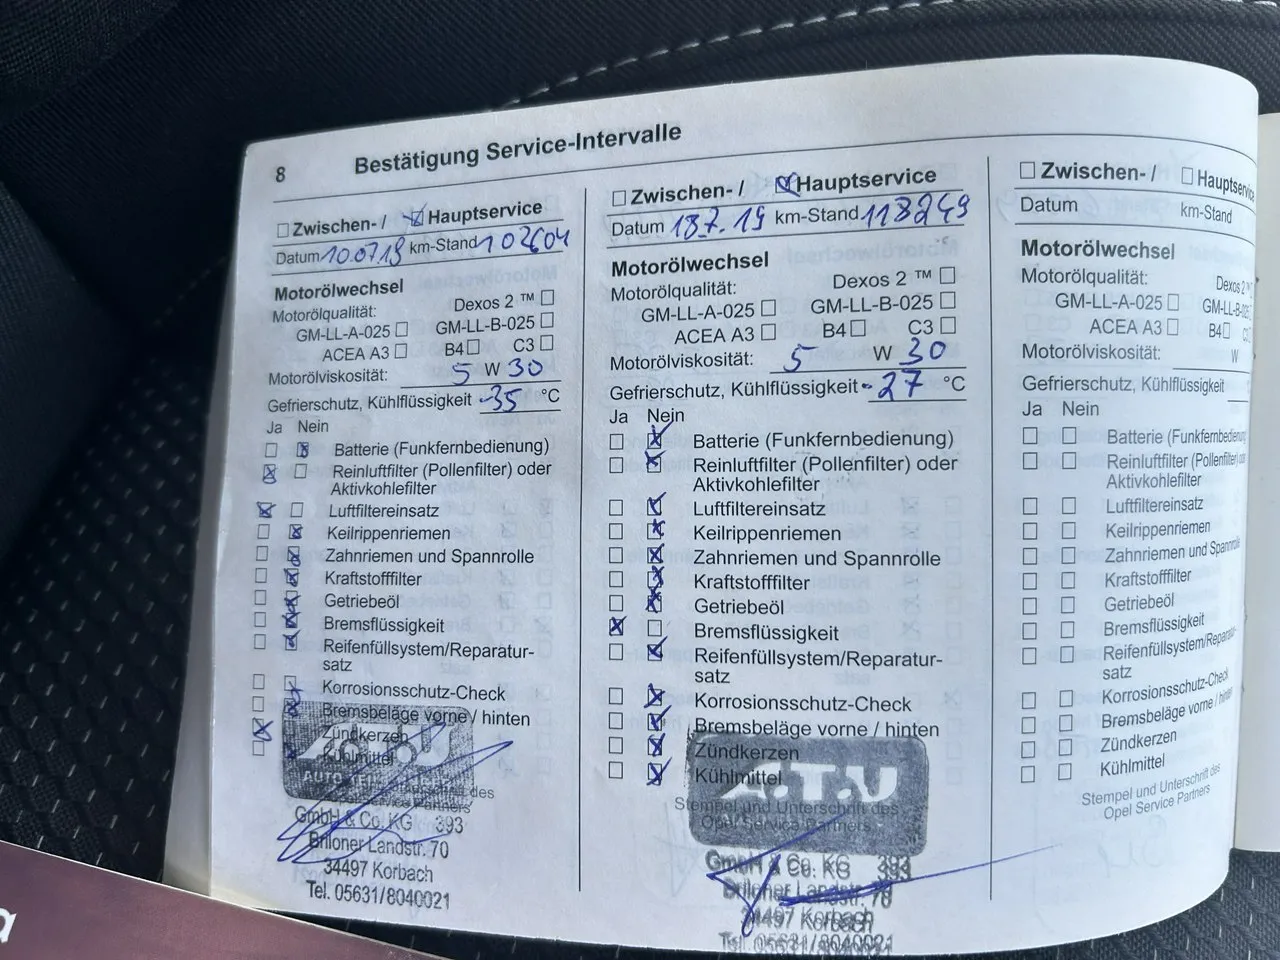 8 Bestätigung Service-Intervalle
☐ Zwischen- / ☒ Hauptservice
Datum 10.07.18 km-Stand 102604
Motorölwechsel
Motorölqualität: Dexos 2 ™ ☐
GM-LL-A-025 ☐ GM-LL-B-025 ☐
ACEA A3 ☐ B4 ☐ C3 ☐
Motorölviskosität: 5 W 30
Gefrierschutz, Kühlflüssigkeit -35 °C
Ja Nein
☐ ☒ Batterie (Funkfernbedienung)
☒ ☐ Reinluftfilter (Pollenfilter) oder
Aktivkohlefilter
☒ ☐ Luftfiltereinsatz
☐ ☒ Keilrippenriemen
☐ ☒ Zahnriemen und Spannrolle
☐ ☒ Kraftstofffilter
☐ ☒ Getriebeöl
☐ ☒ Bremsflüssigkeit
☐ ☒ Reifenfüllsystem/Reparatur-
satz
☐ ☒ Korrosionsschutz-Check
☐ ☒ Bremsbeläge vorne / hinten
☒ Zündkerzen
☐ ☒ Kühlmittel
GmbH & Co. KG 393
Briloner Landstr. 70
34497 Korbach
Tel. 05631/8040021
☐ Zwischen- / ☒ Hauptservice
Datum 18.7.19 km-Stand 118249
Motorölwechsel
Motorölqualität: Dexos 2 ™ ☐
GM-LL-A-025 ☐ GM-LL-B-025 ☐
ACEA A3 ☐ B4 ☐ C3 ☐
Motorölviskosität: 5 W 30
Gefrierschutz, Kühlflüssigkeit -27 °C
Ja Nein
☐ ☒ Batterie (Funkfernbedienung)
☐ ☒ Reinluftfilter (Pollenfilter) oder
Aktivkohlefilter
☐ ☒ Luftfiltereinsatz
☐ ☒ Keilrippenriemen
☐ ☒ Zahnriemen und Spannrolle
☐ ☒ Kraftstofffilter
☐ ☒ Getriebeöl
☒ ☐ Bremsflüssigkeit
☐ ☒ Reifenfüllsystem/Reparatur-
satz
☐ ☒ Korrosionsschutz-Check
☐ ☒ Bremsbeläge vorne / hinten
☐ ☒ Zündkerzen
☐ ☒ Kühlmittel
A.T.U
Stempel und Unterschrift des
Opel Service Partners
GmbH & Co. KG 393
Briloner Landstr. 70
34497 Korbach
Tel. 05631/8040021
☐ Zwischen- / ☐ Hauptservice
Datum km-Stand
Motorölwechsel
Motorölqualität: Dexos 2 ™
GM-LL-A-025 ☐ GM-LL-B-025
ACEA A3 ☐ B4 ☐
Motorölviskosität: W
Gefrierschutz, Kühlflüssigkeit
Ja Nein
☐ ☐ Batterie (Funkfernbedienung)
☐ ☐ Reinluftfilter (Pollenfilter) oder
Aktivkohlefilter
☐ ☐ Luftfiltereinsatz
☐ ☐ Keilrippenriemen
☐ ☐ Zahnriemen und Spannrolle
☐ ☐ Kraftstofffilter
☐ ☐ Getriebeöl
☐ ☐ Bremsflüssigkeit
☐ ☐ Reifenfüllsystem/Reparatur-
satz
☐ ☐ Korrosionsschutz-Check
☐ ☐ Bremsbeläge vorne / hinten
☐ ☐ Zündkerzen
☐ ☐ Kühlmittel
Stempel und Unterschrift des
Opel Service Partners